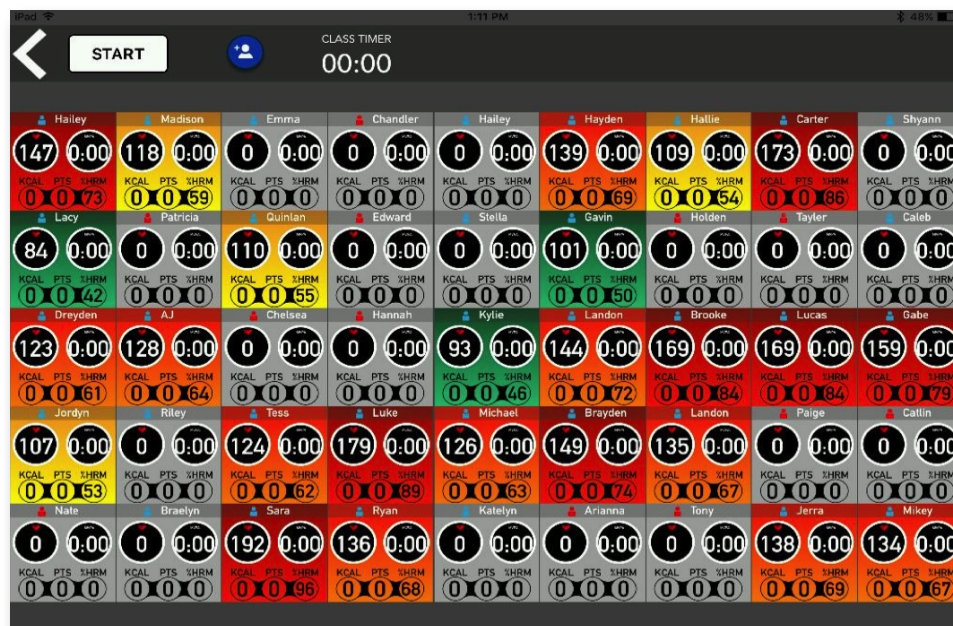 iPad 1:11 PM 48%
CLASS TIMER
START 00:00
Hailey Madison Emma Chandler Hailey Hayden Hallie Carter Shyann
147 0:00 118 0:00 0 0:00 0 0:00 0 0:00 139 0:00 109 0:00 173 0:00 0 0:00
KCAL PTS %HRM KCAL PTS %HRM KCAL PTS %HRM KCAL PTS %HRM KCAL PTS %HRM KCAL PTS %HRM KCAL PTS %HRM KCAL PTS %HRM KCAL PTS %HRM
0 0 73 0 0 59 0 0 0 0 0 0 0 0 0 0 0 69 0 0 54 0 0 86 0 0 0
Lacy Patricia Quinlan Edward Stella Gavin Holden Tayler Caleb
84 0:00 0 0:00 110 0:00 0 0:00 0 0:00 101 0:00 0 0:00 0 0:00 0 0:00
KCAL PTS %HRM KCAL PTS %HRM KCAL PTS %HRM KCAL PTS %HRM KCAL PTS %HRM KCAL PTS %HRM KCAL PTS %HRM KCAL PTS %HRM KCAL PTS %HRM
0 0 42 0 0 0 0 0 55 0 0 0 0 0 0 0 0 50 0 0 0 0 0 0 0 0 0
Dreyden AJ Chelsea Hannah Kylie Landon Brooke Lucas Gabe
123 0:00 128 0:00 0 0:00 0 0:00 93 0:00 144 0:00 169 0:00 169 0:00 159 0:00
KCAL PTS %HRM KCAL PTS %HRM KCAL PTS %HRM KCAL PTS %HRM KCAL PTS %HRM KCAL PTS %HRM KCAL PTS %HRM KCAL PTS %HRM KCAL PTS %HRM
0 0 61 0 0 64 0 0 0 0 0 0 0 0 46 0 0 72 0 0 84 0 0 84 0 0 79
Jordyn Riley Tess Luke Michael Brayden Landon Paige Catlin
107 0:00 0 0:00 124 0:00 179 0:00 126 0:00 149 0:00 135 0:00 0 0:00 0 0:00
KCAL PTS %HRM KCAL PTS %HRM KCAL PTS %HRM KCAL PTS %HRM KCAL PTS %HRM KCAL PTS %HRM KCAL PTS %HRM KCAL PTS %HRM KCAL PTS %HRM
0 0 53 0 0 0 0 0 62 0 0 89 0 0 63 0 0 74 0 0 67 0 0 0 0 0 0
Nate Braelyn Sara Ryan Katelyn Arianna Tony Jerra Mikey
0 0:00 0 0:00 192 0:00 136 0:00 0 0:00 0 0:00 0 0:00 138 0:00 134 0:00
KCAL PTS %HRM KCAL PTS %HRM KCAL PTS %HRM KCAL PTS %HRM KCAL PTS %HRM KCAL PTS %HRM KCAL PTS %HRM KCAL PTS %HRM KCAL PTS %HRM
0 0 0 0 0 0 0 0 96 0 0 68 0 0 0 0 0 0 0 0 0 0 0 69 0 0 67